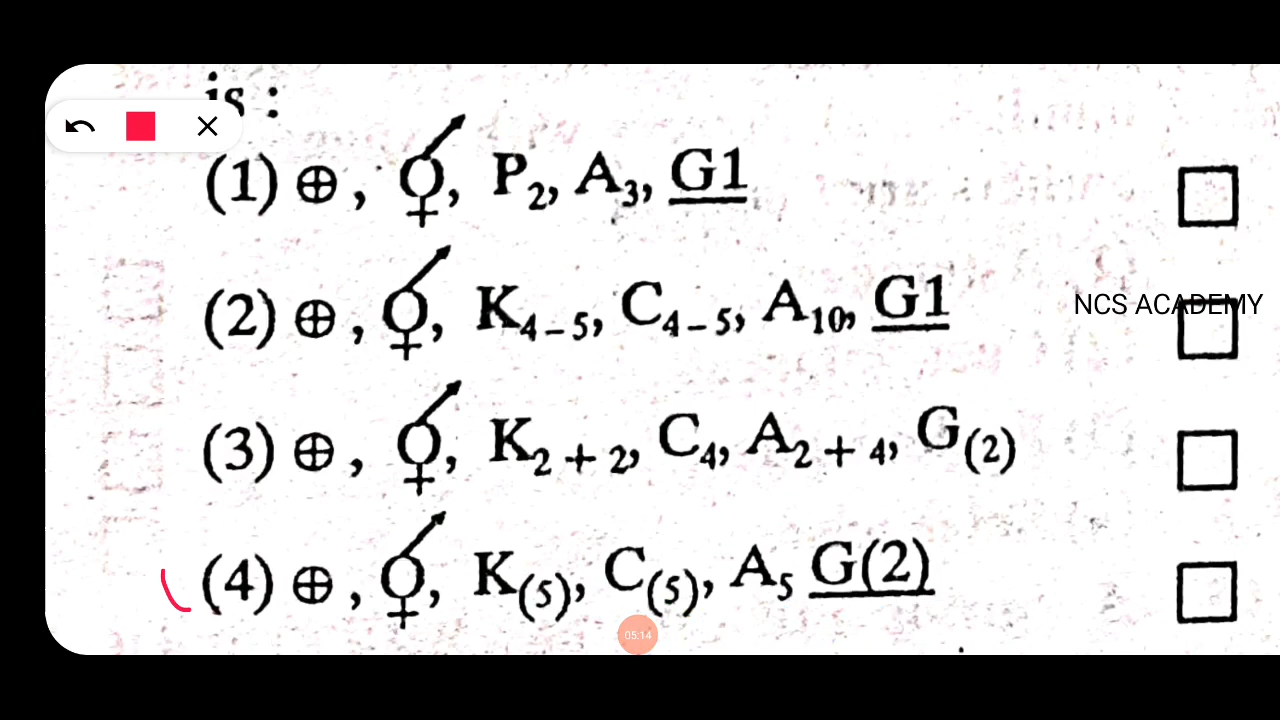 is :
(1) ⊕, ⚥, P₂, A₃, G1
(2) ⊕, ⚥, K₄₋₅, C₄₋₅, A₁₀, G1
NCS ACADEMY
(3) ⊕, ⚥, K₂ ₊ ₂, C₄, A₂ ₊ ₄, G₍₂₎
(4) ⊕, ⚥, K₍₅₎, C₍₅₎, A₅ G(2)
05:14